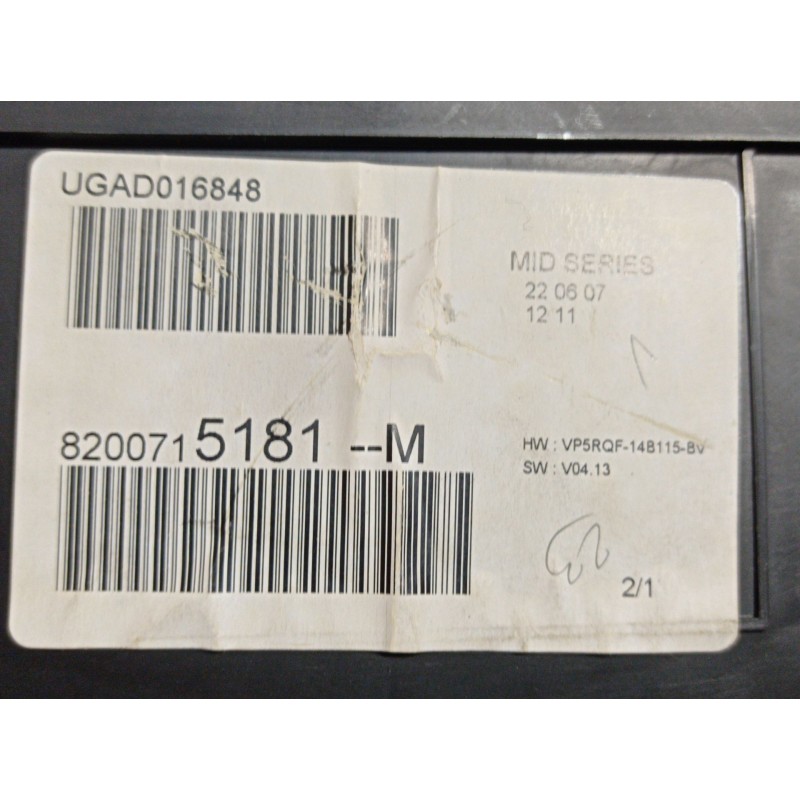 UGAD016848
MID SERIES
22 06 07
12 11
8200715181 --M
HW : VP5RQF-14B115-BV
SW : V04.13
2/1